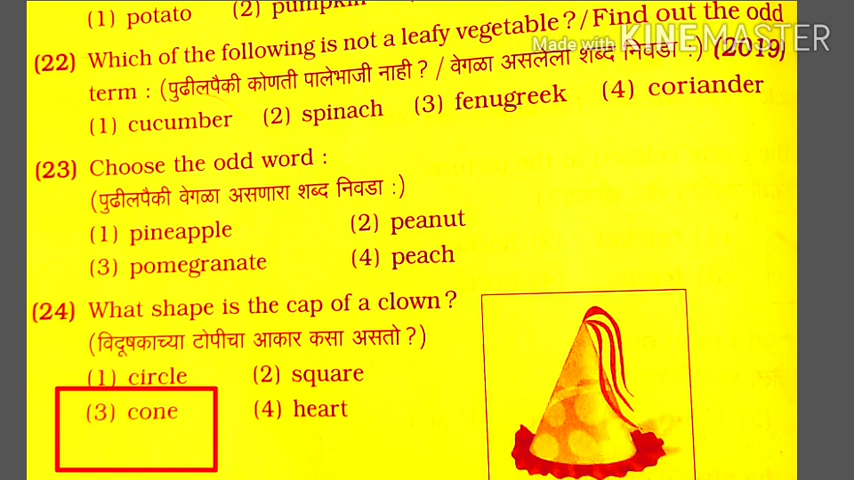 (1) potato (2) pumpkin
Made with KINEMASTER
(22) Which of the following is not a leafy vegetable ? / Find out the odd
term : (पुढीलपैकी कोणती पालेभाजी नाही ? / वेगळा असलेला शब्द निवडा :) (2019)
(1) cucumber (2) spinach (3) fenugreek (4) coriander
(23) Choose the odd word :
(पुढीलपैकी वेगळा असणारा शब्द निवडा :)
(1) pineapple (2) peanut
(3) pomegranate (4) peach
(24) What shape is the cap of a clown ?
(विदूषकाच्या टोपीचा आकार कसा असतो ?)
(1) circle (2) square
(3) cone (4) heart